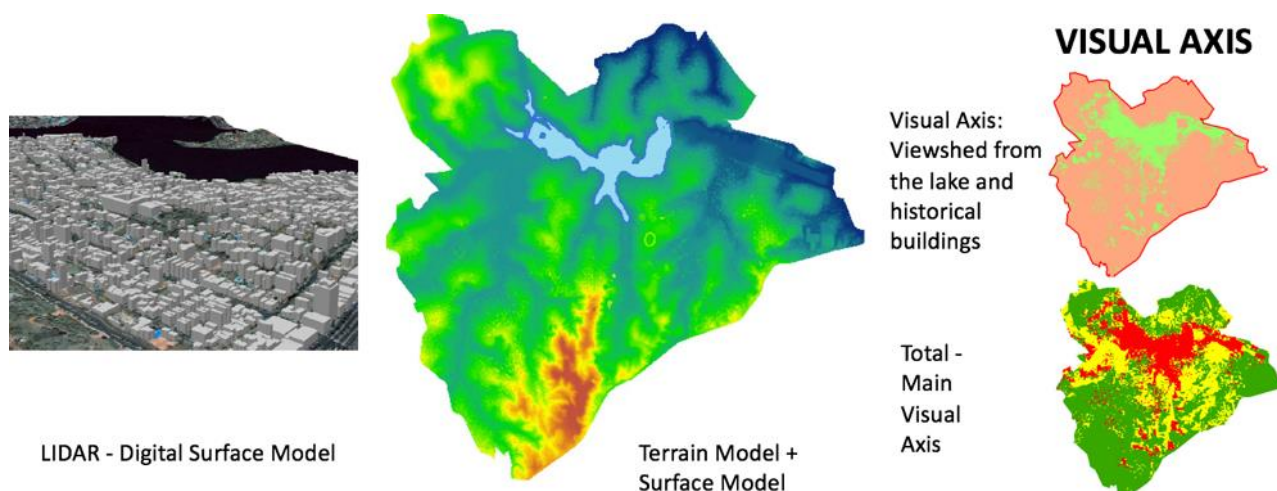 VISUAL AXIS
Visual Axis:
Viewshed from
the lake and
historical
buildings
Total -
Main
Visual
Axis
LIDAR - Digital Surface Model
Terrain Model +
Surface Model